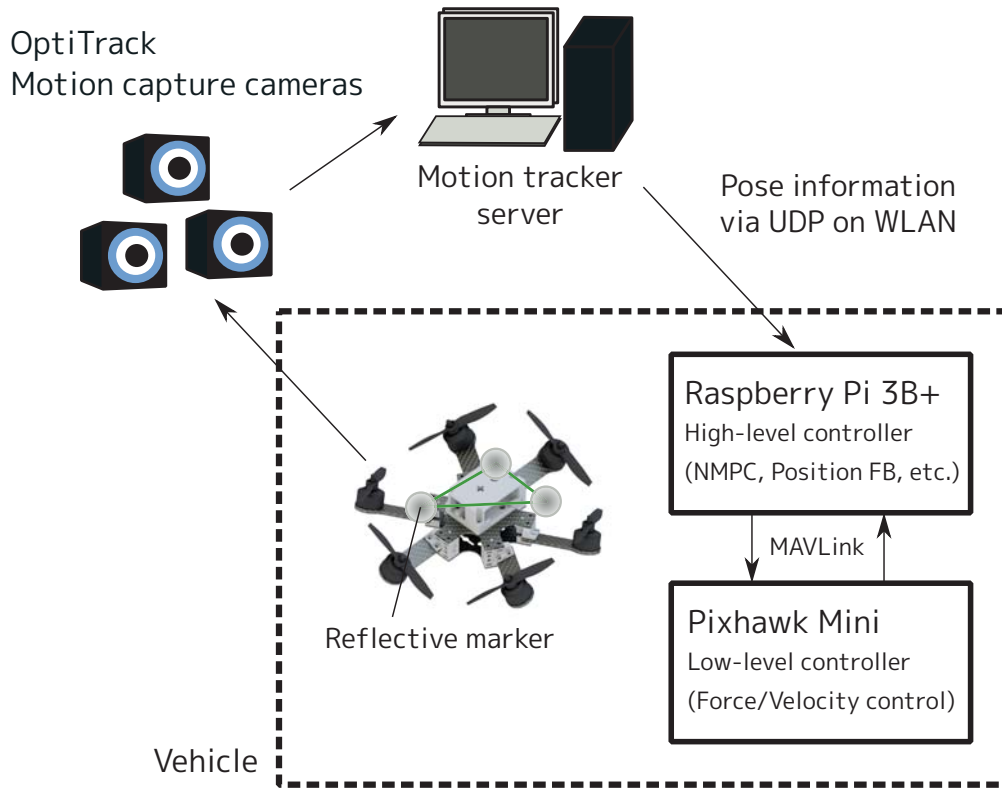 OptiTrack
Motion capture cameras
Motion tracker
server
Pose information
via UDP on WLAN
Raspberry Pi 3B+
High-level controller
(NMPC, Position FB, etc.)
MAVLink
Pixhawk Mini
Low-level controller
(Force/Velocity control)
Reflective marker
Vehicle